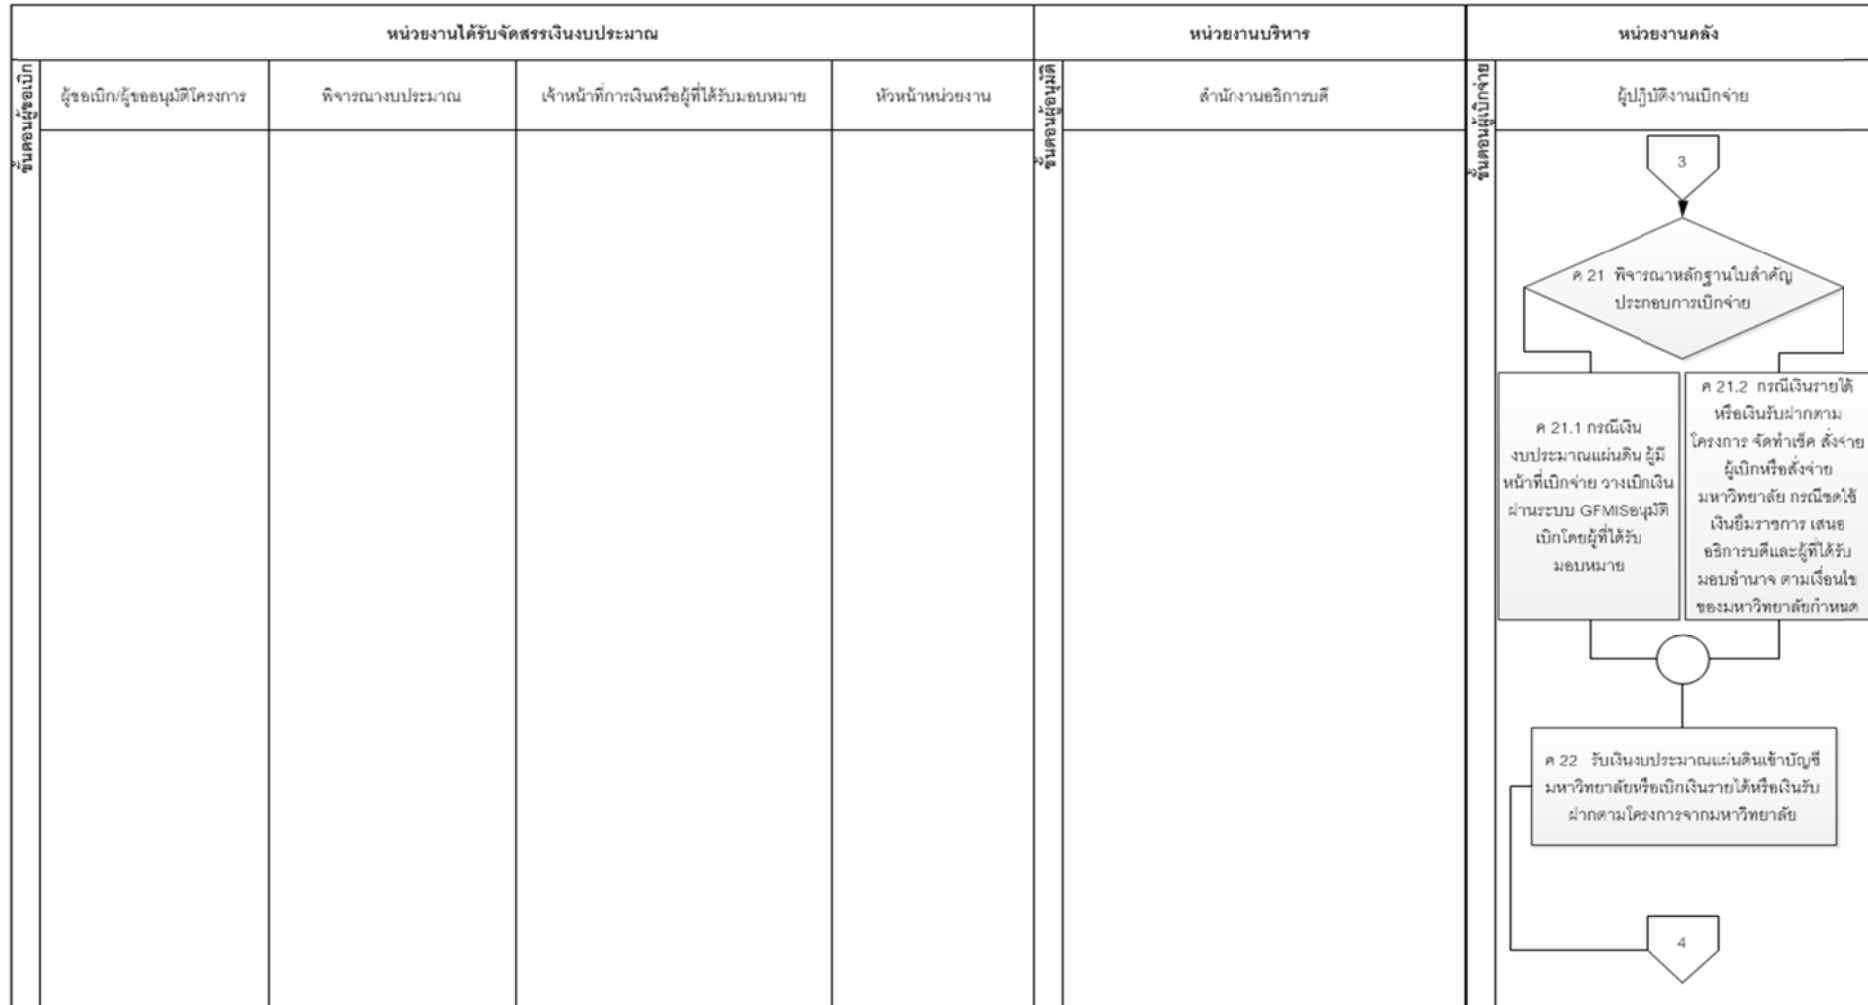 หน่วยงานได้รับจัดสรรเงินงบประมาณ
หน่วยงานบริหาร
หน่วยงานคลัง
ขั้นตอนผู้ขอเบิก
ผู้ขอเบิก/ผู้ขออนุมัติโครงการ
พิจารณางบประมาณ
เจ้าหน้าที่การเงินหรือผู้ที่ได้รับมอบหมาย
หัวหน้าหน่วยงาน
ขั้นตอนผู้อนุมัติ
สำนักงานอธิการบดี
ขั้นตอนผู้เบิกจ่าย
ผู้ปฏิบัติงานเบิกจ่าย
3
ค 21 พิจารณาหลักฐานใบสำคัญ
ประกอบการเบิกจ่าย
ค 21.1 กรณีเงิน
งบประมาณแผ่นดิน ผู้มี
หน้าที่เบิกจ่าย วางเบิกเงิน
ผ่านระบบ GFMISอนุมัติ
เบิกโดยผู้ที่ได้รับ
มอบหมาย
ค 21.2 กรณีเงินรายได้
หรือเงินรับฝากตาม
โครงการ จัดทำเช็ค สั่งจ่าย
ผู้เบิกหรือสั่งจ่าย
มหาวิทยาลัย กรณีชดใช้
เงินยืมราชการ เสนอ
อธิการบดีและผู้ที่ได้รับ
มอบอำนาจ ตามเงื่อนไข
ของมหาวิทยาลัยกำหนด
ค 22 รับเงินงบประมาณแผ่นดินเข้าบัญชี
มหาวิทยาลัยหรือเบิกเงินรายได้หรือเงินรับ
ฝากตามโครงการจากมหาวิทยาลัย
4